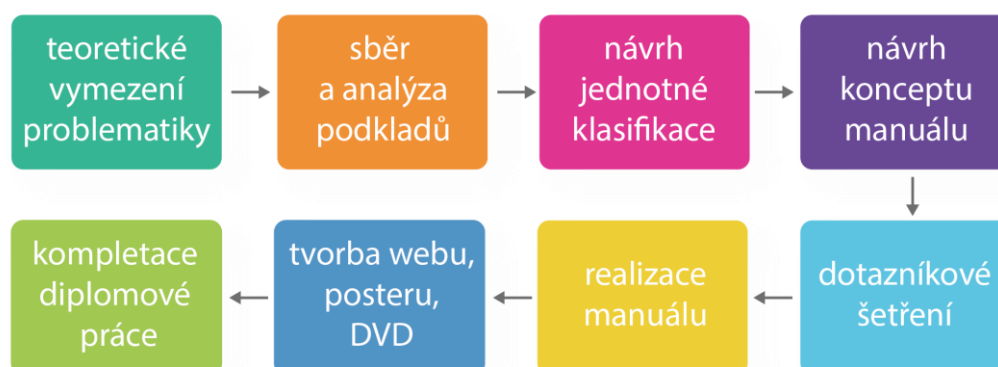 teoretické
vymezení
problematiky
sběr
a analýza
podkladů
návrh
jednotné
klasifikace
návrh
konceptu
manuálu
dotazníkové
šetření
realizace
manuálu
tvorba webu,
posteru,
DVD
kompletace
diplomové
práce